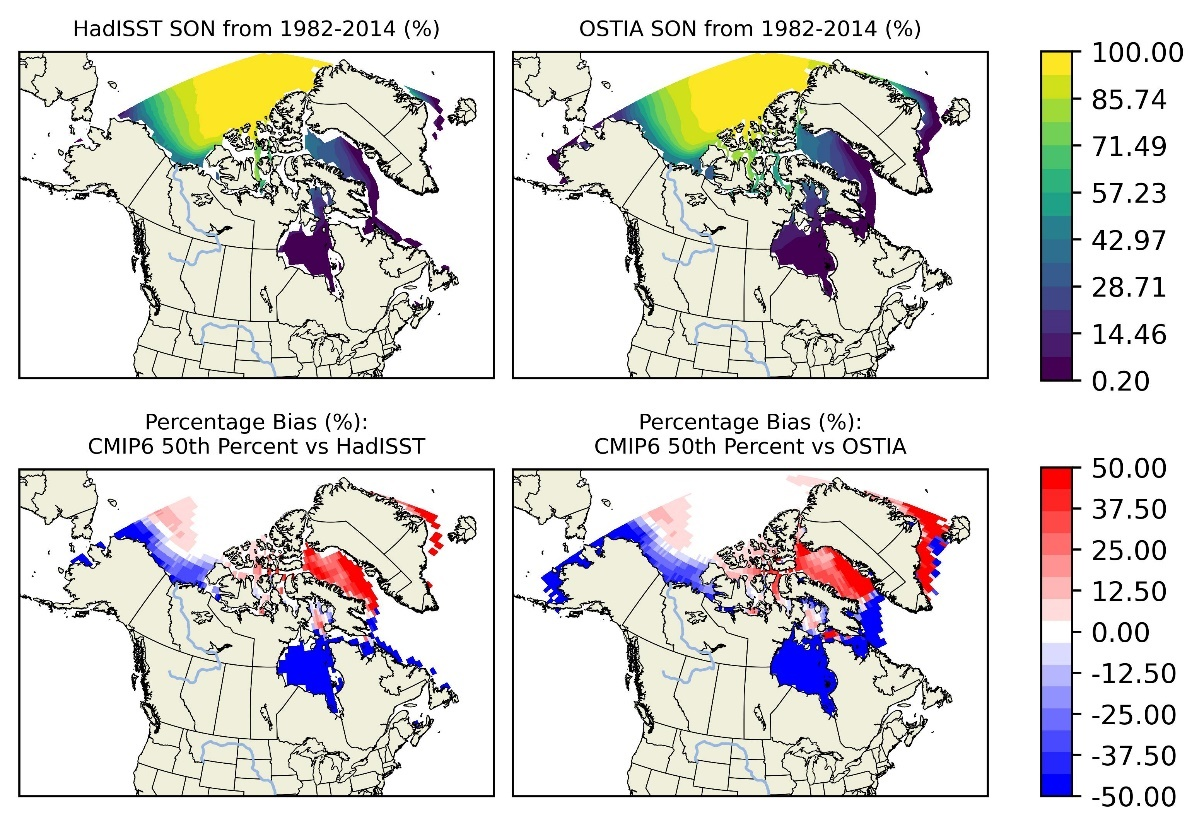 HadISST SON from 1982-2014 (%)
OSTIA SON from 1982-2014 (%)
100.00
85.74
71.49
57.23
42.97
28.71
14.46
0.20
Percentage Bias (%):
CMIP6 50th Percent vs HadISST
Percentage Bias (%):
CMIP6 50th Percent vs OSTIA
50.00
37.50
25.00
12.50
0.00
-12.50
-25.00
-37.50
-50.00